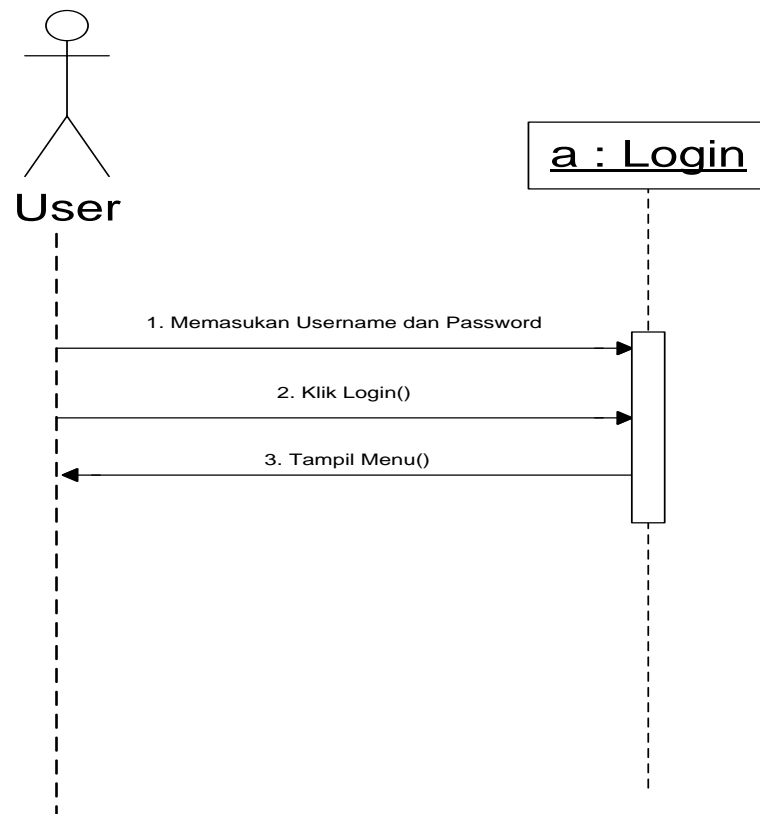 User
a : Login
1. Memasukan Username dan Password
2. Klik Login()
3. Tampil Menu()